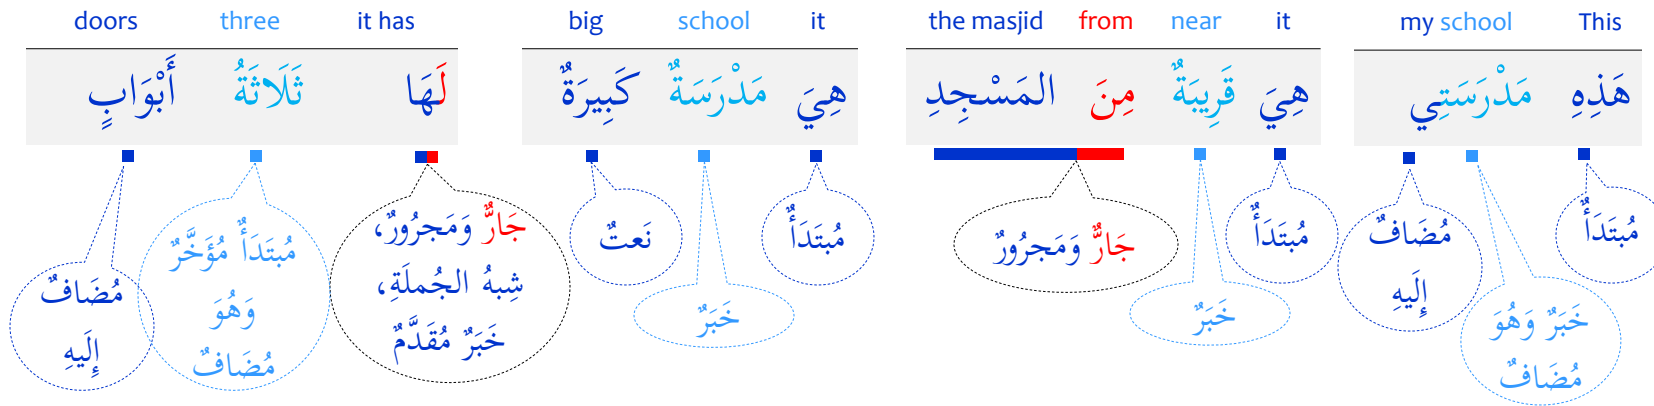 This my school
it near from the masjid
it school big
it has three doors
هَذِهِ مَدْرَسَتِي
هِيَ قَرِيبَةٌ مِنَ المَسْجِدِ
هِيَ مَدْرَسَةٌ كَبِيرَةٌ
لَهَا ثَلَاثَةُ أَبْوَابٍ
مُبتَدَأٌ
خَبَرٌ وَهُوَ
مُضَافٌ
مُضَافٌ
إِلَيهِ
مُبتَدَأٌ
خَبَرٌ
جَارٌّ وَمَجرُورٌ
مُبتَدَأٌ
خَبَرٌ
نَعتٌ
جَارٌّ وَمَجرُورٌ،
شِبهُ الجُملَةِ،
خَبَرٌ مُقَدَّمٌ
مُبتَدَأٌ مُؤَخَّرٌ
وَهُوَ
مُضَافٌ
مُضَافٌ
إِلَيهِ